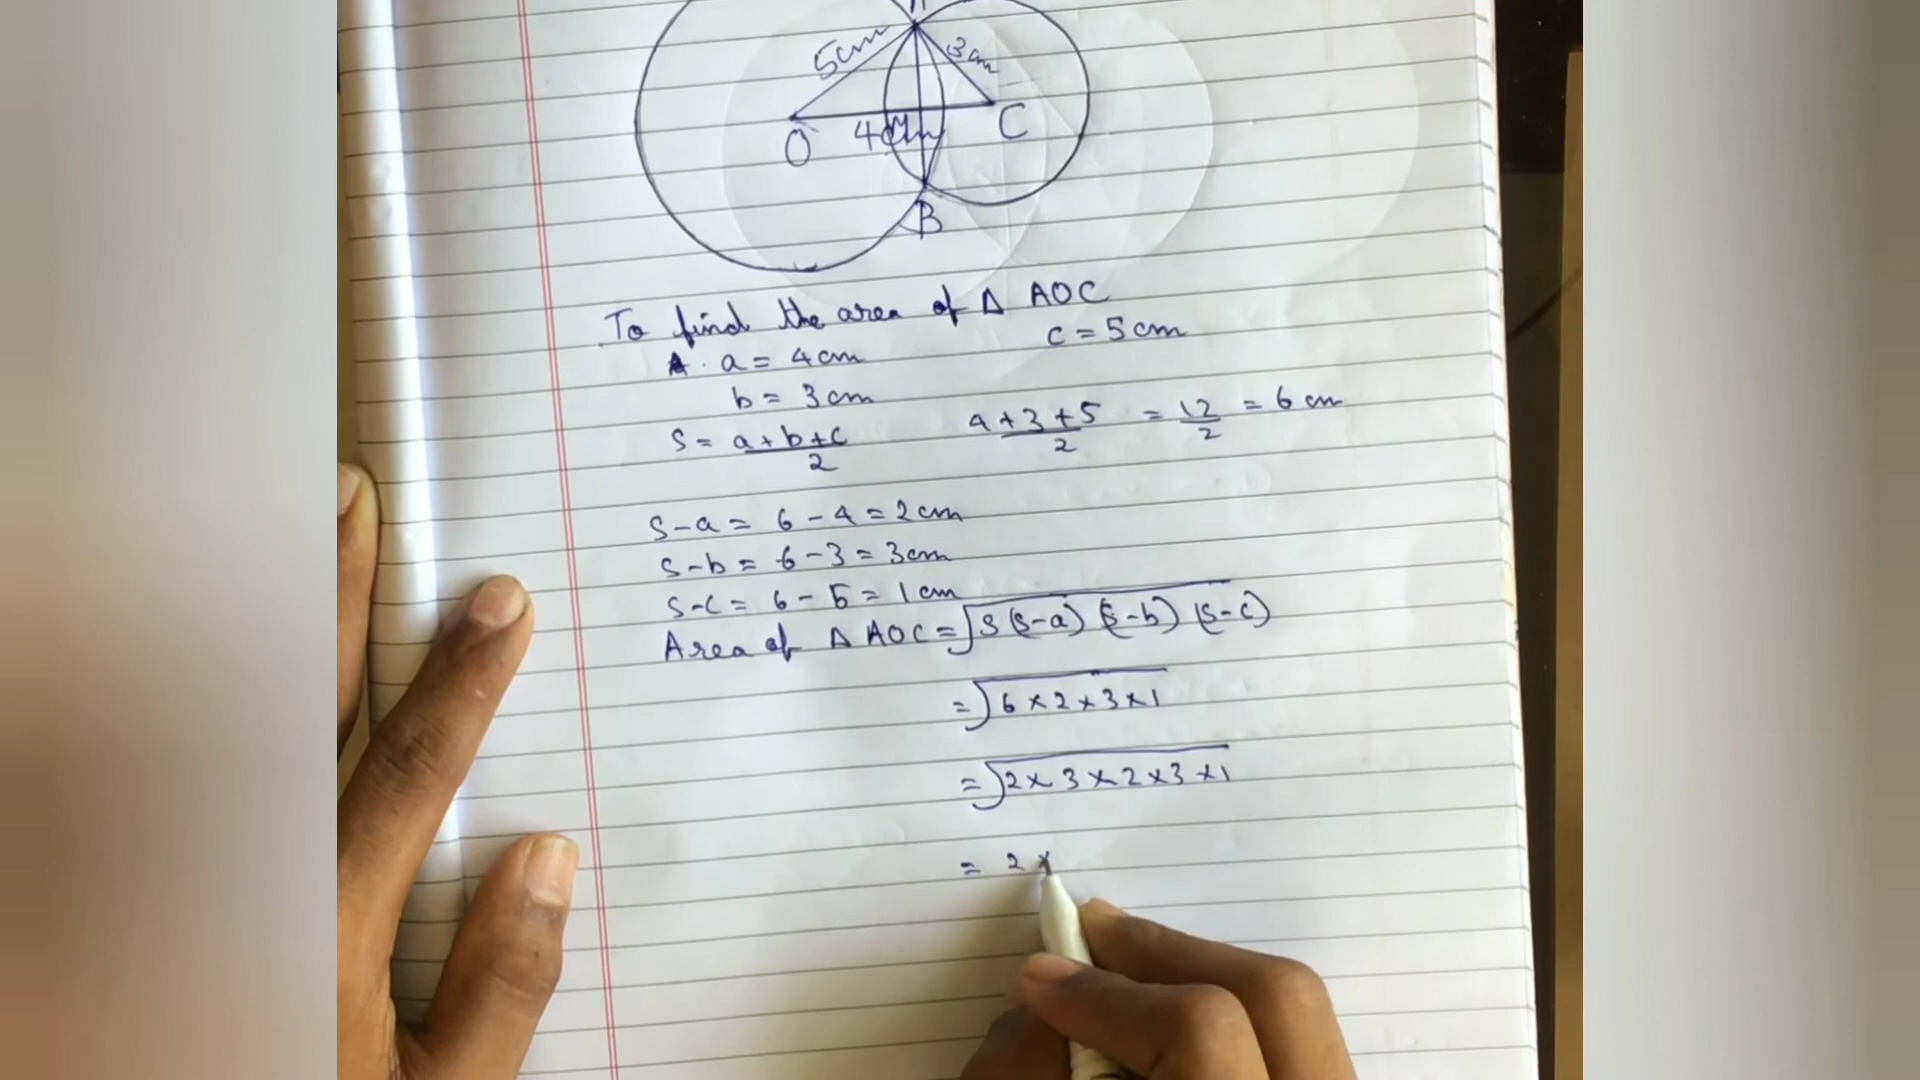 A
5cm 3cm
O 4cm C
B
To find the area of Δ AOC
a = 4cm c = 5cm
b = 3cm
S = a+b+c/2 4+3+5/2 = 12/2 = 6 cm
S-a = 6-4 = 2cm
S-b = 6-3 = 3cm
S-c = 6-5 = 1cm
Area of Δ AOC = √S(S-a)(S-b)(S-c)
= √6×2×3×1
= √2×3×2×3×1
= 2×